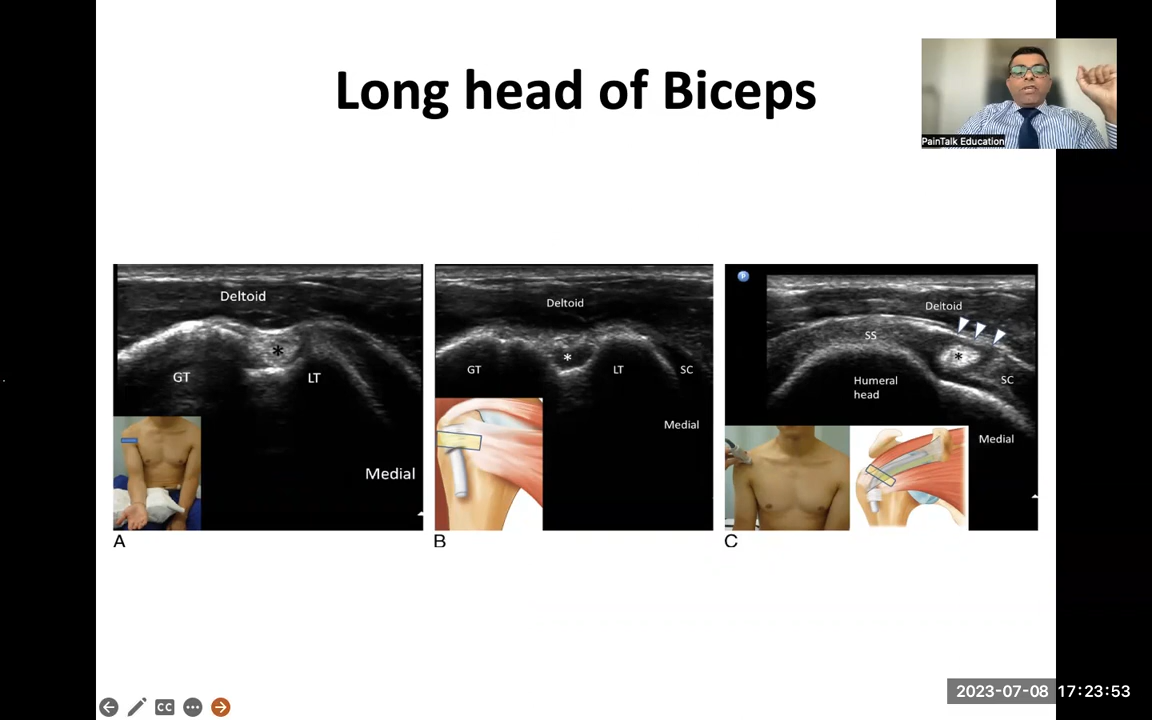 Long head of Biceps
PainTalk Education
Deltoid
*
GT
LT
Medial
A
Deltoid
*
GT
LT
SC
Medial
B
P
Deltoid
SS
*
Humeral
head
SC
Medial
C
CC
2023-07-08 17:23:53